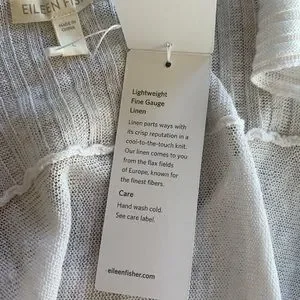 EILEEN FISHER
MADE IN
CHINA
Lightweight
Fine Gauge
Linen
Linen parts ways with
its crisp reputation in a
cool-to-the-touch knit.
Our linen comes to you
from the flax fields
of Europe, known for
the finest fibers.
Care
Hand wash cold.
See care label.
eileenfisher.com